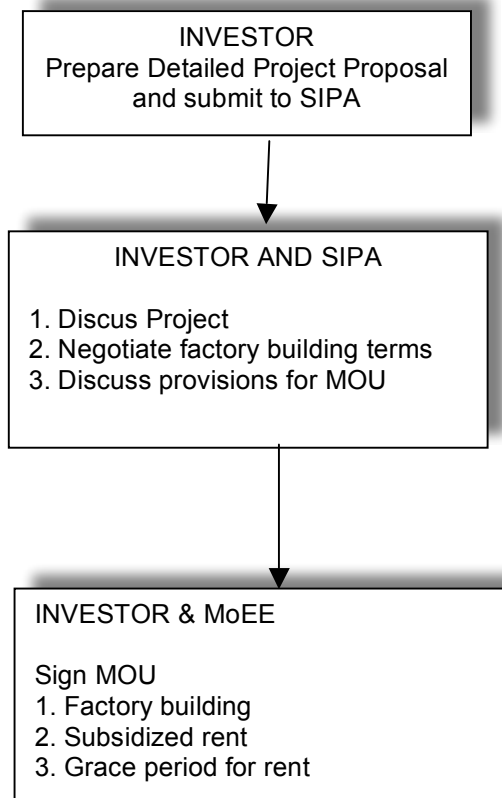 INVESTOR
Prepare Detailed Project Proposal
and submit to SIPA
INVESTOR AND SIPA
1. Discus Project
2. Negotiate factory building terms
3. Discuss provisions for MOU
INVESTOR & MoEE
Sign MOU
1. Factory building
2. Subsidized rent
3. Grace period for rent